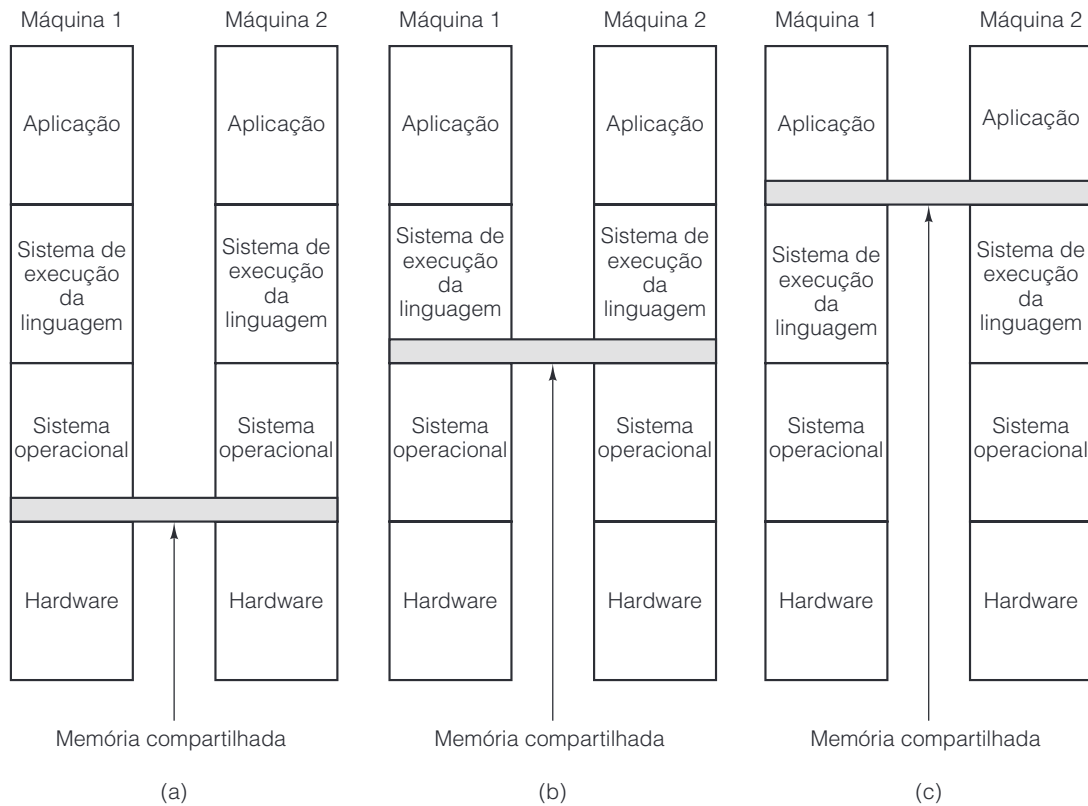 Máquina 1
Máquina 2
Aplicação
Aplicação
Sistema de
execução
da
linguagem
Sistema de
execução
da
linguagem
Sistema
operacional
Sistema
operacional
Hardware
Hardware
Memória compartilhada
(a)
Máquina 1
Máquina 2
Aplicação
Aplicação
Sistema de
execução
da
linguagem
Sistema de
execução
da
linguagem
Sistema
operacional
Sistema
operacional
Hardware
Hardware
Memória compartilhada
(b)
Máquina 1
Máquina 2
Aplicação
Aplicação
Sistema de
execução
da
linguagem
Sistema de
execução
da
linguagem
Sistema
operacional
Sistema
operacional
Hardware
Hardware
Memória compartilhada
(c)